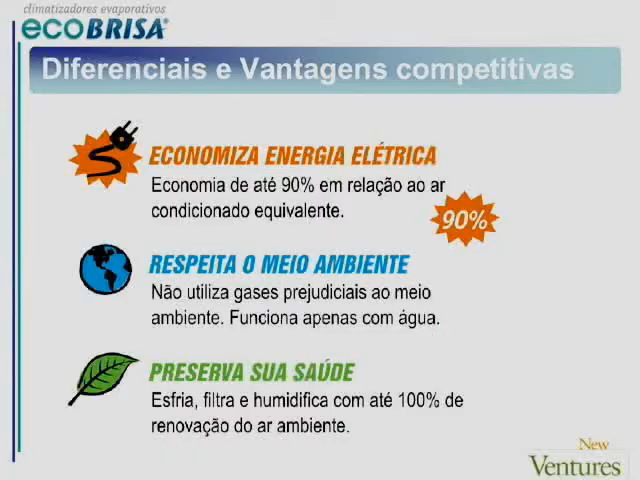 climatizadores evaporativos
ecoBRISA®
Diferenciais e Vantagens competitivas
ECONOMIZA ENERGIA ELÉTRICA
Economia de até 90% em relação ao ar
condicionado equivalente.
90%
RESPEITA O MEIO AMBIENTE
Não utiliza gases prejudiciais ao meio
ambiente. Funciona apenas com água.
PRESERVA SUA SAÚDE
Esfria, filtra e humidifica com até 100% de
renovação do ar ambiente.
New
Ventures